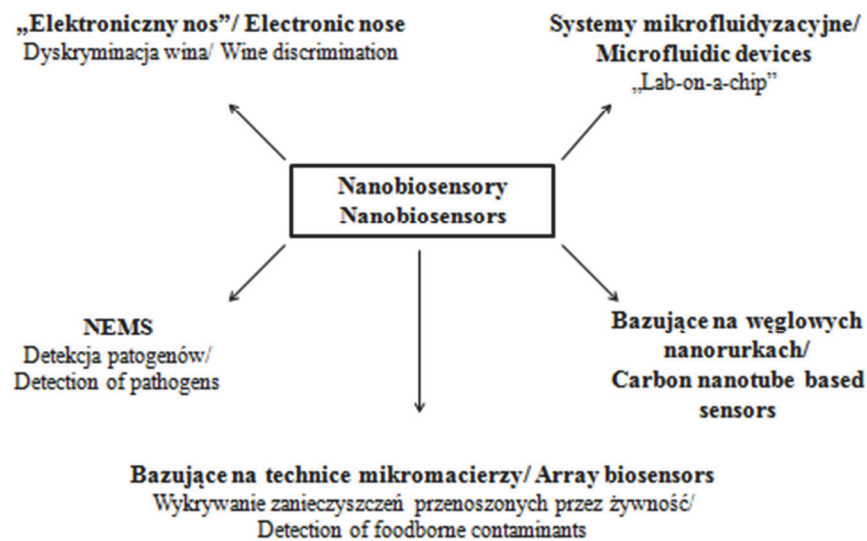 „Elektroniczny nos”/ Electronic nose
Dyskryminacja wina/ Wine discrimination
Systemy mikrofluidyzacyjne/
Microfluidic devices
„Lab-on-a-chip”
Nanobiosensory
Nanobiosensors
NEMS
Detekcja patogenów/
Detection of pathogens
Bazujące na węglowych
nanorurkach/
Carbon nanotube based
sensors
Bazujące na technice mikromacierzy/ Array biosensors
Wykrywanie zanieczyszczeń przenoszonych przez żywność/
Detection of foodborne contaminants